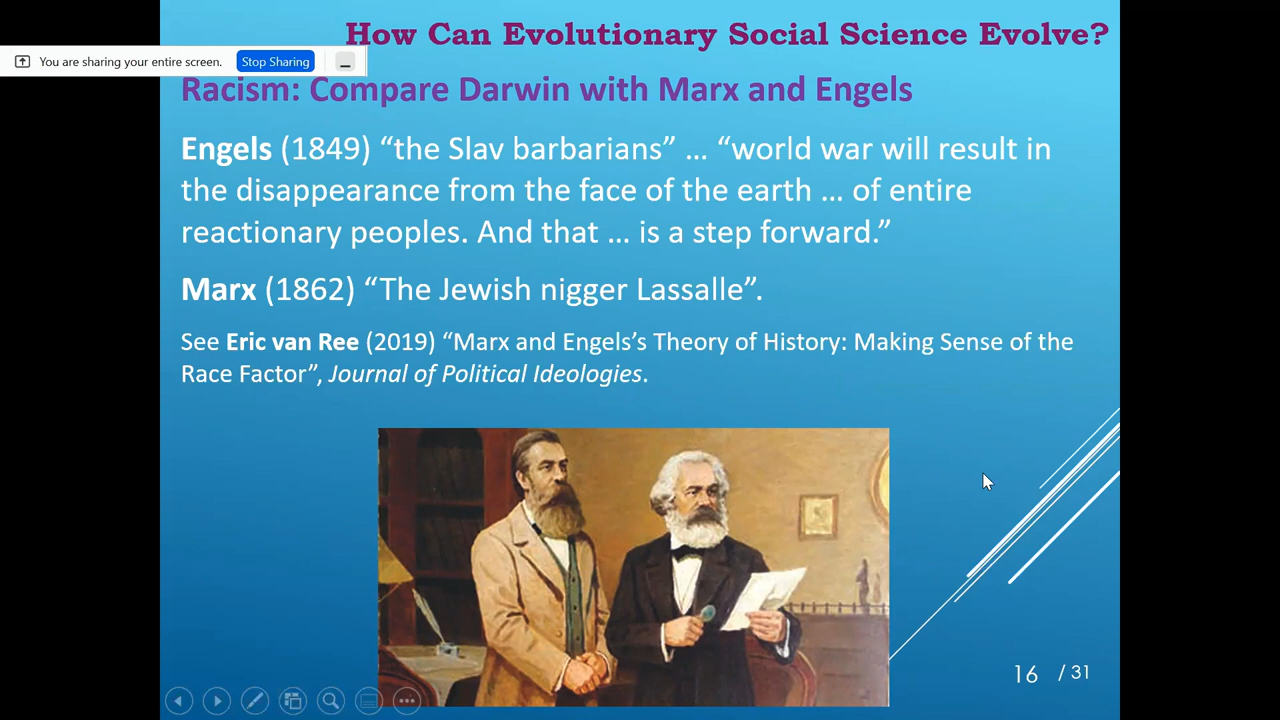 How Can Evolutionary Social Science Evolve?
You are sharing your entire screen. Stop Sharing
Racism: Compare Darwin with Marx and Engels
Engels (1849) “the Slav barbarians” … “world war will result in
the disappearance from the face of the earth … of entire
reactionary peoples. And that … is a step forward.”
Marx (1862) “The Jewish nigger Lassalle”.
See Eric van Ree (2019) “Marx and Engels’s Theory of History: Making Sense of the
Race Factor”, Journal of Political Ideologies.
16 / 31